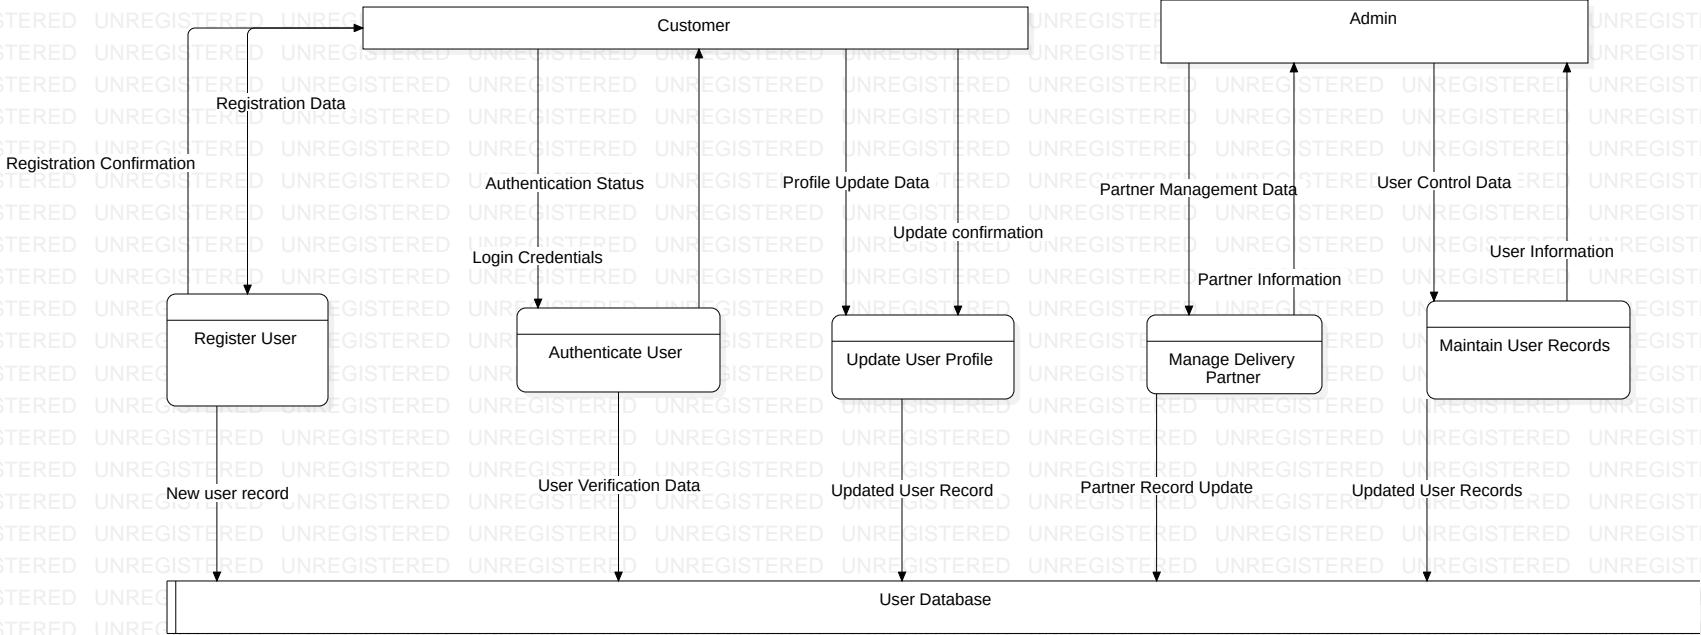 Customer
Admin
Registration Data
Registration Confirmation
Authentication Status
Profile Update Data
Partner Management Data
User Control Data
Update confirmation
Login Credentials
User Information
Partner Information
Register User
Authenticate User
Update User Profile
Manage Delivery
Partner
Maintain User Records
New user record
User Verification Data
Updated User Record
Partner Record Update
Updated User Records
User Database
UNREGISTERED